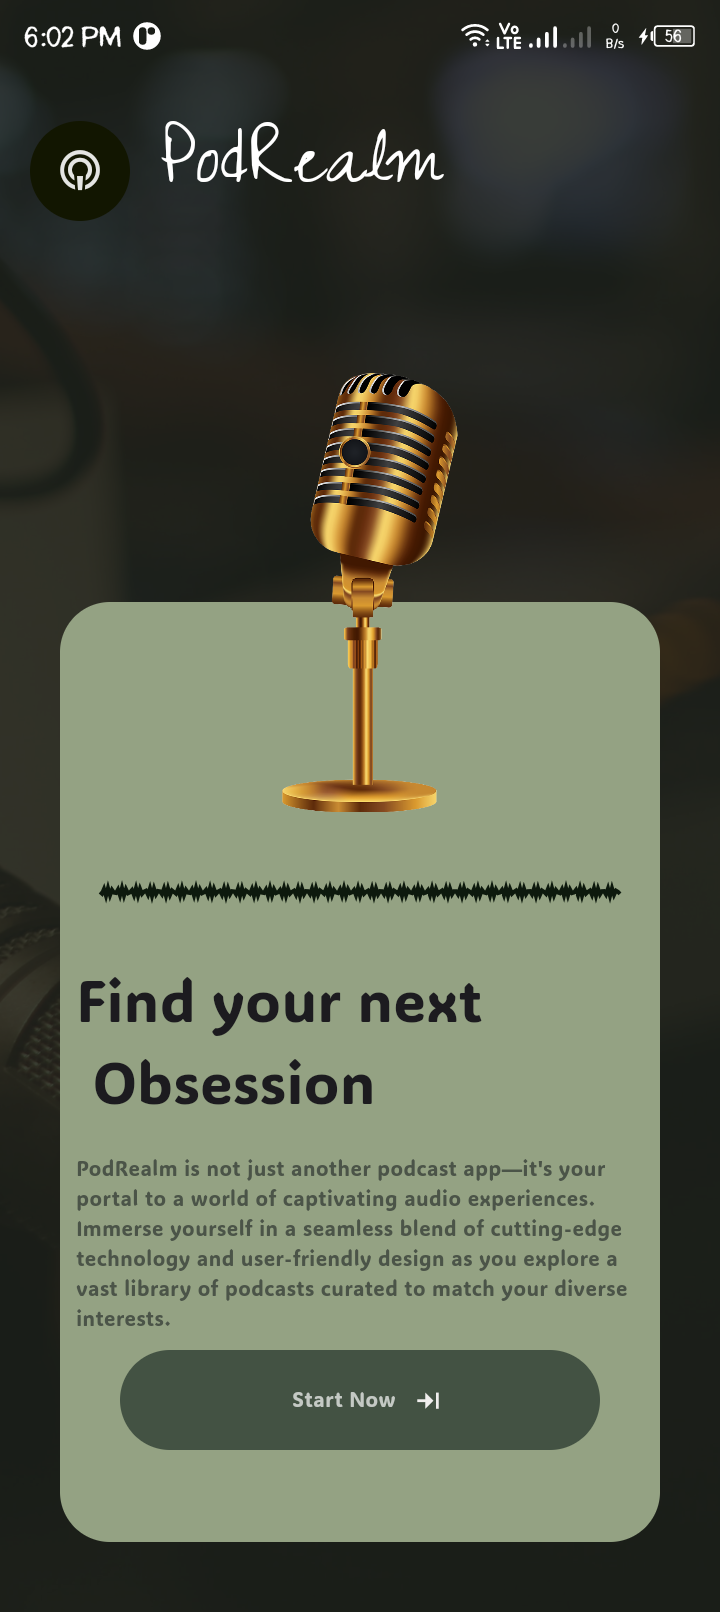 6:02 PM
Vo
LTE
0
B/s
56
PodRealm
Find your next
Obsession
PodRealm is not just another podcast app—it's your
portal to a world of captivating audio experiences.
Immerse yourself in a seamless blend of cutting-edge
technology and user-friendly design as you explore a
vast library of podcasts curated to match your diverse
interests.
Start Now